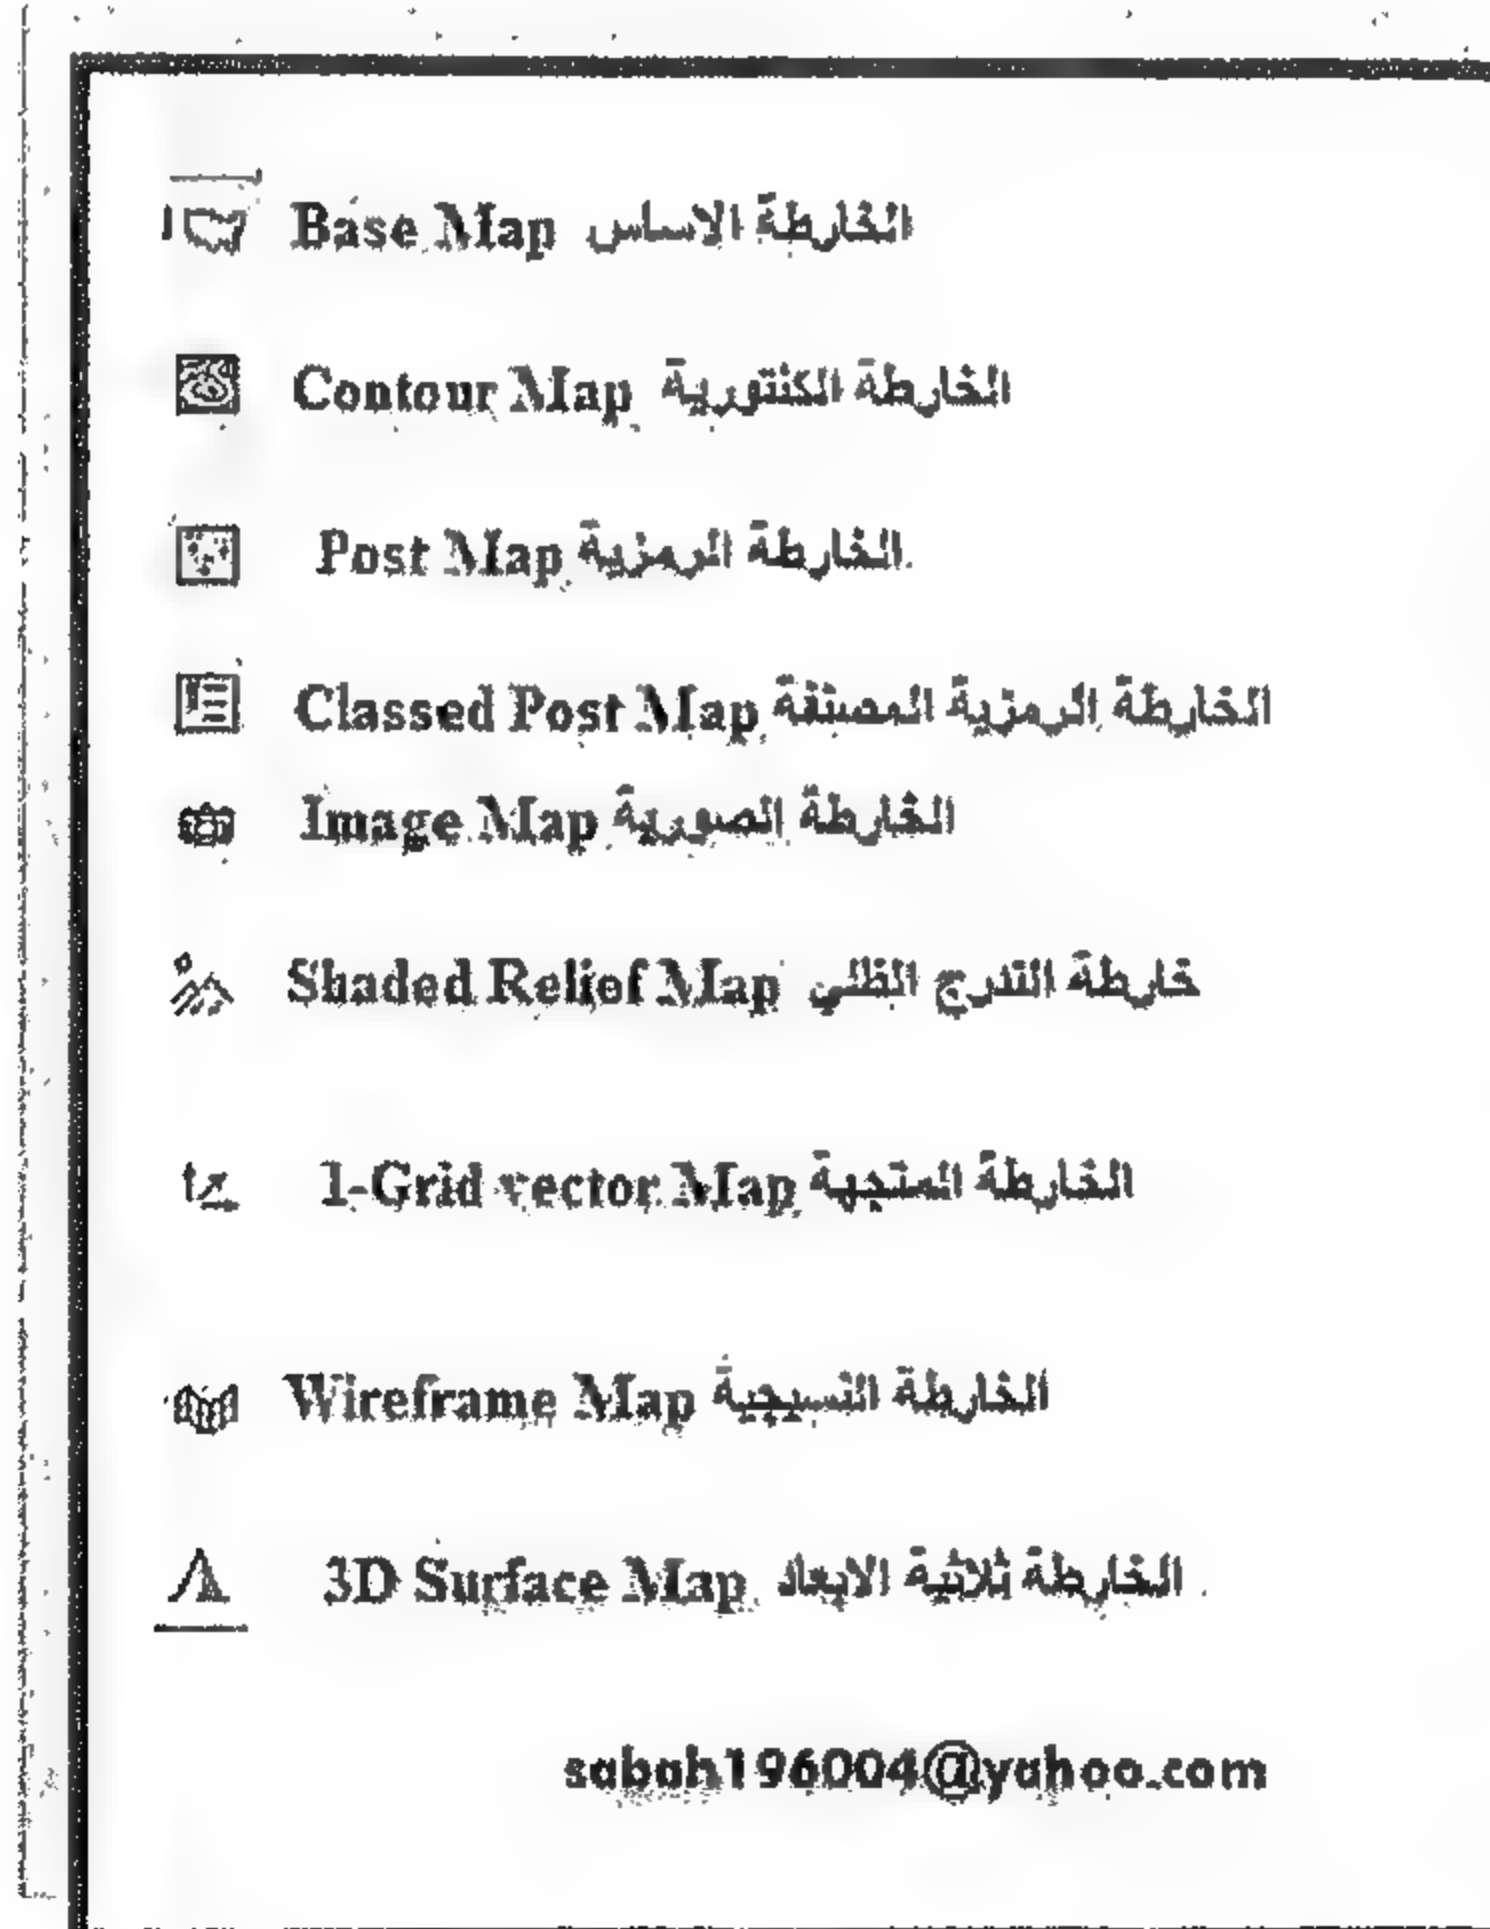 Base Map الخارطة الاساس
Contour Map الخارطة الكنتورية
Post Map الخارطة الرمزية
Classed Post Map الخارطة الرمزية المصنفة
Image Map الخارطة الصورية
Shaded Relief Map خارطة التدرج الظلي
1-Grid vector Map الخارطة المتجهة
Wireframe Map الخارطة النسيجية
3D Surface Map الخارطة ثلاثية الابعاد .
sabah196004@yahoo.com